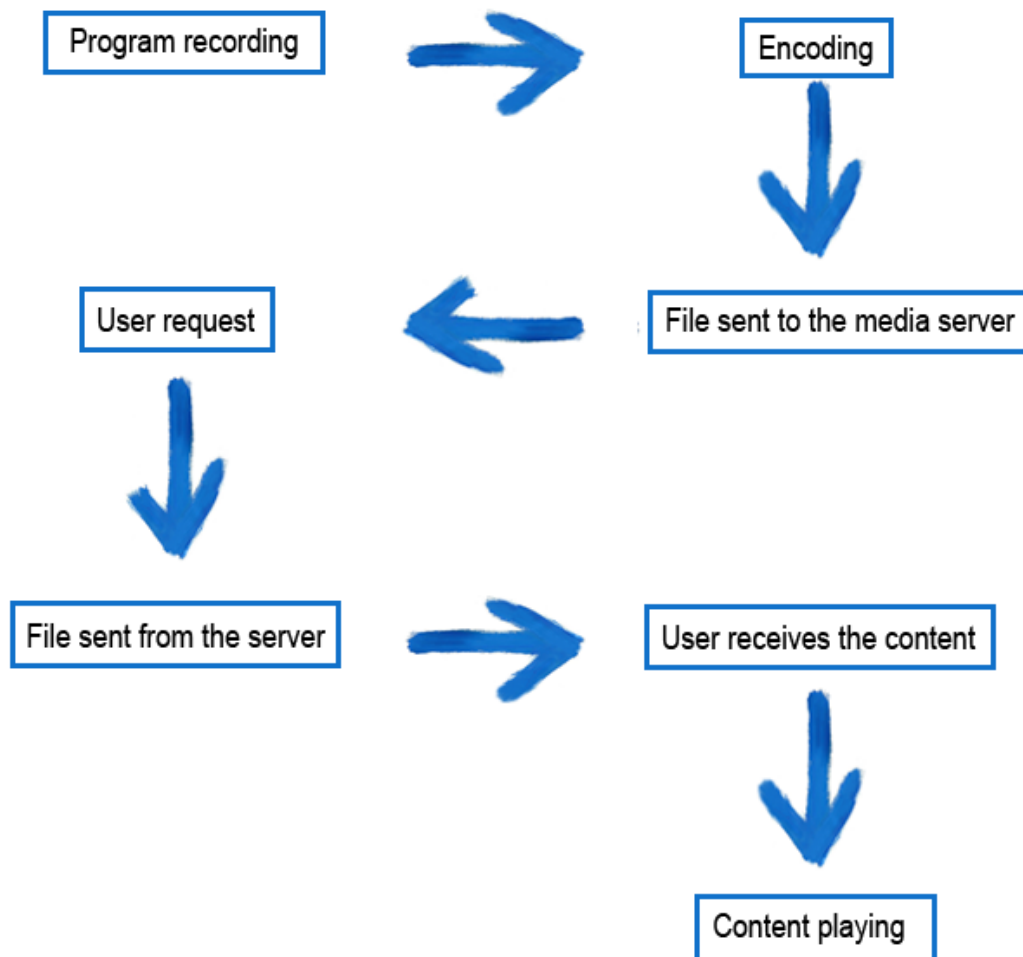 Program recording
Encoding
File sent to the media server
User request
File sent from the server
User receives the content
Content playing